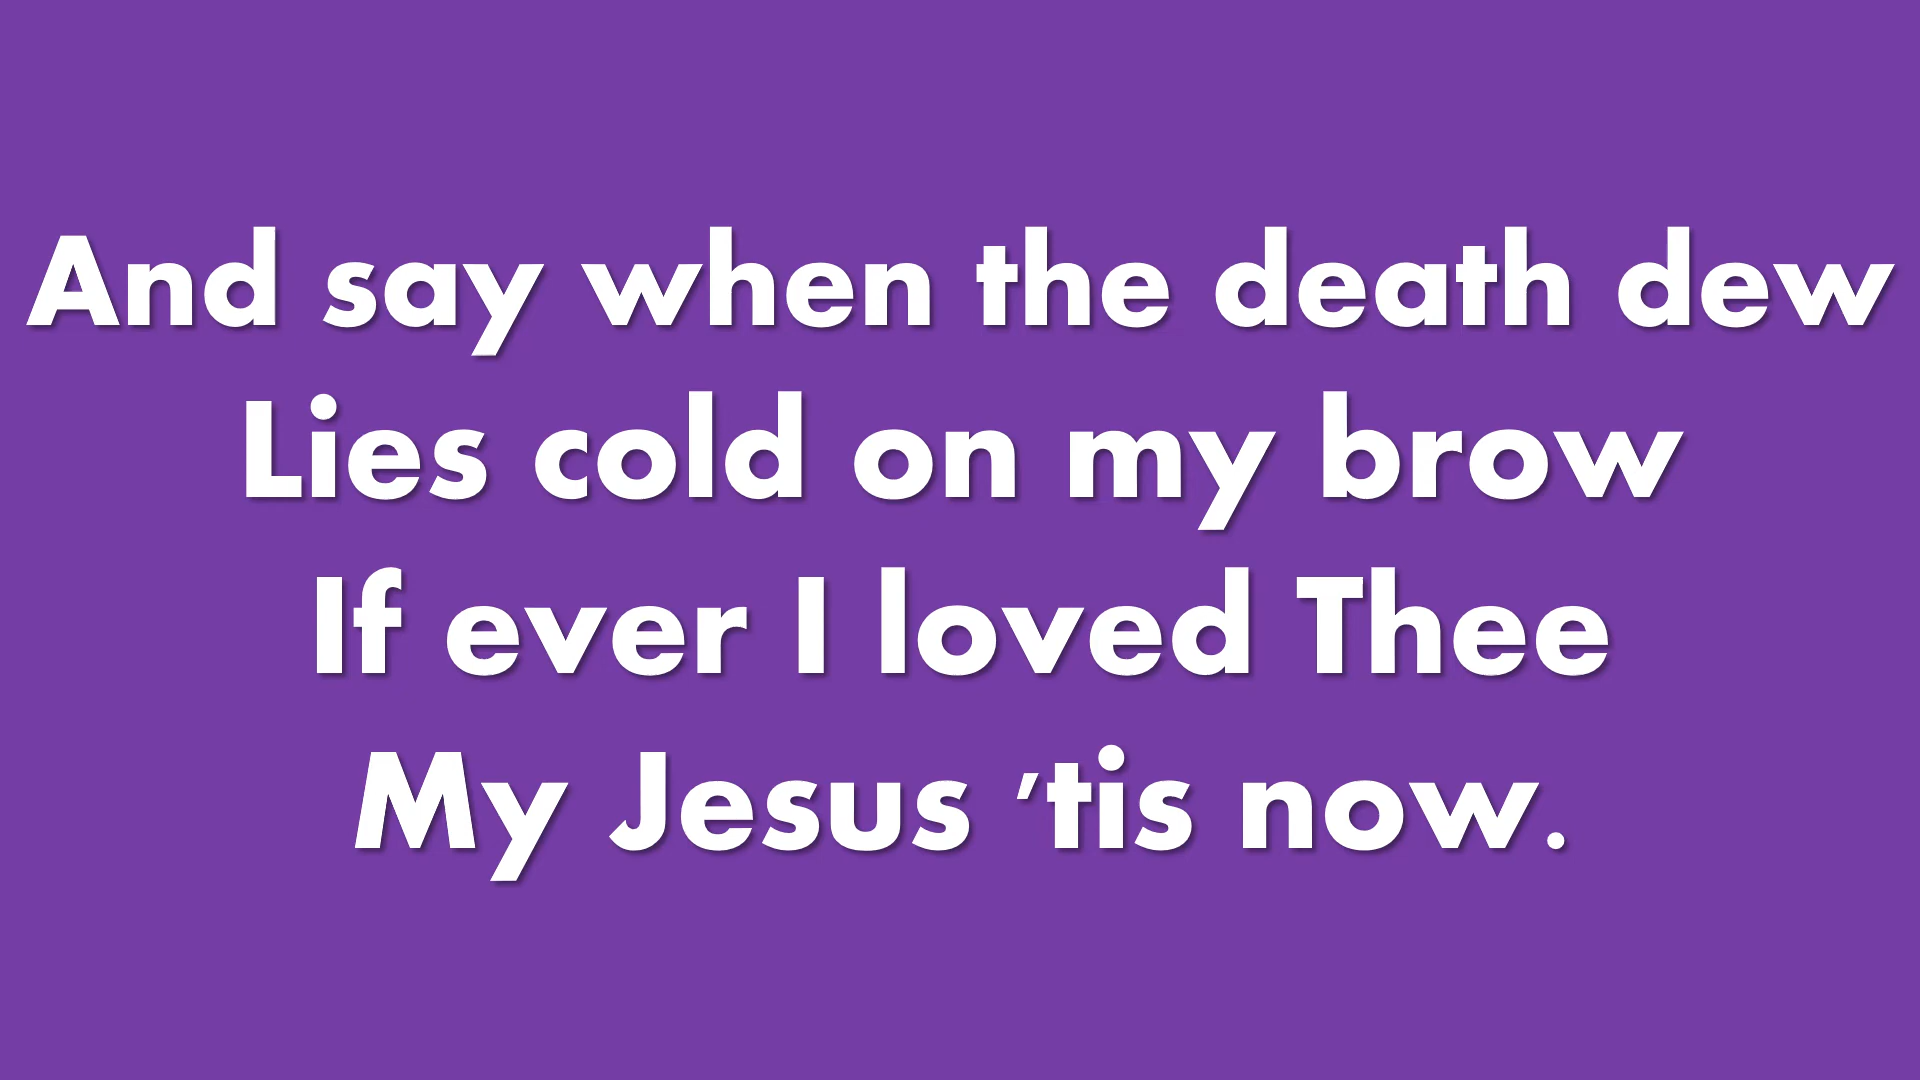 And say when the death dew
Lies cold on my brow
If ever I loved Thee
My Jesus ’tis now.